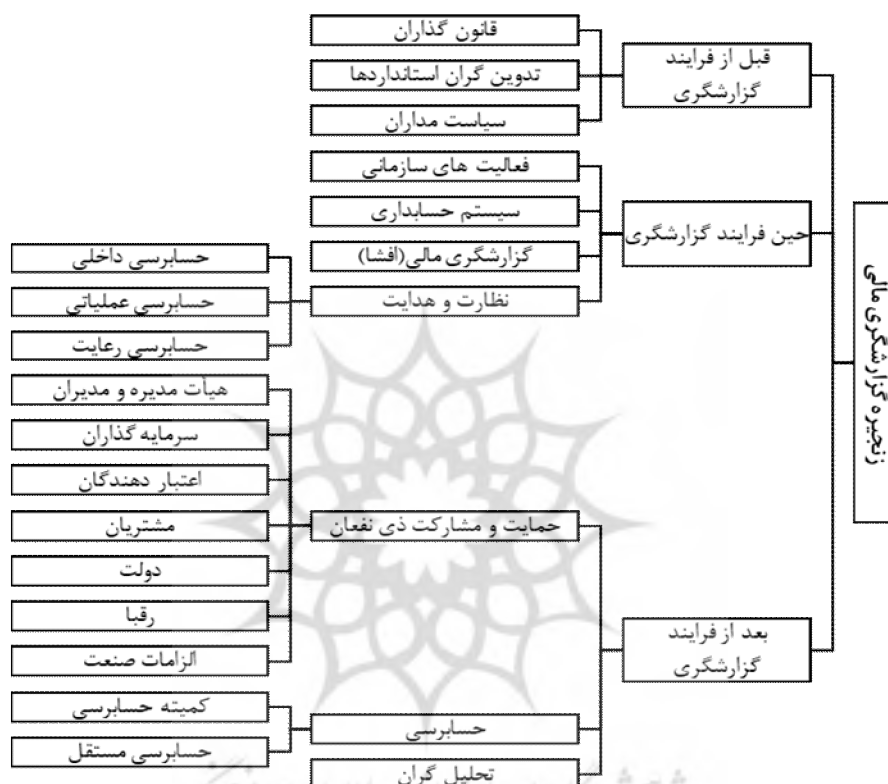 زنجیره گزارشگری مالی
قبل از فرایند
گزارشگری
قانون گذاران
تدوین گران استانداردها
سیاست مداران
حین فرایند گزارشگری
فعالیت های سازمانی
سیستم حسابداری
گزارشگری مالی(افشا)
نظارت و هدایت
حسابرسی داخلی
حسابرسی عملیاتی
حسابرسی رعایت
بعد از فرایند
گزارشگری
حمایت و مشارکت ذی نفعان
هیأت مدیره و مدیران
سرمایه گذاران
اعتبار دهندگان
مشتریان
دولت
رقبا
الزامات صنعت
حسابرسی
کمیته حسابرسی
حسابرسی مستقل
تحلیل گران